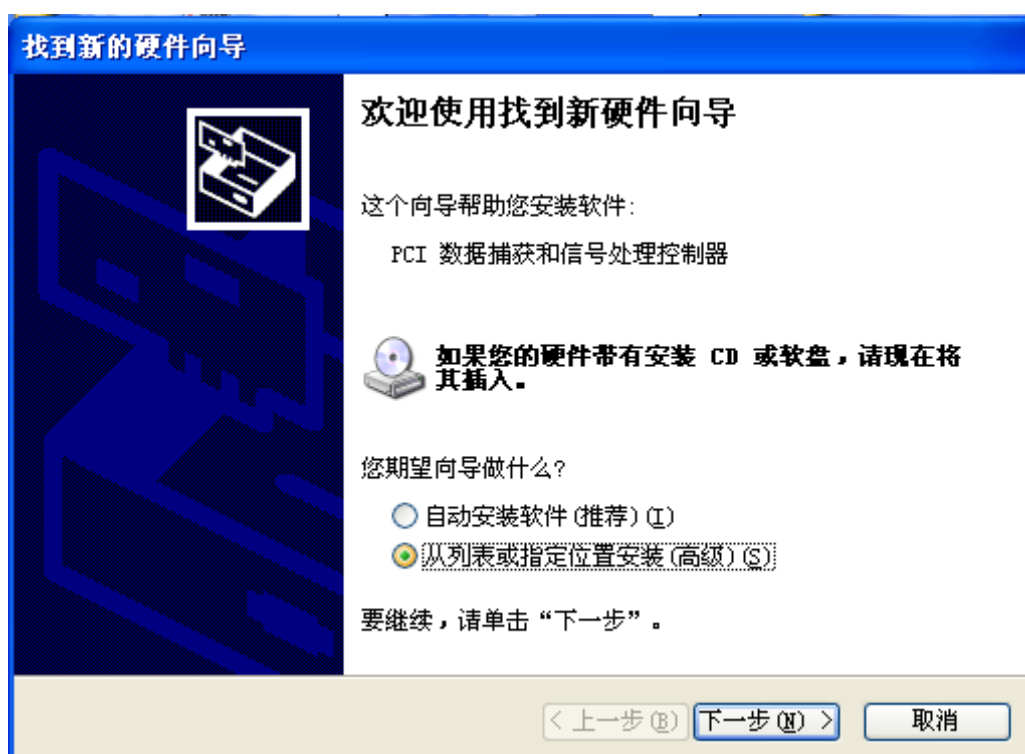 找到新的硬件向导
欢迎使用找到新硬件向导
这个向导帮助您安装软件:
PCI 数据捕获和信号处理控制器
如果您的硬件带有安装 CD 或软盘，请现在将
其插入。
您期望向导做什么?
自动安装软件(推荐)(I)
从列表或指定位置安装(高级)(S)
要继续，请单击“下一步”。
< 上一步(B) 下一步(N) > 取消